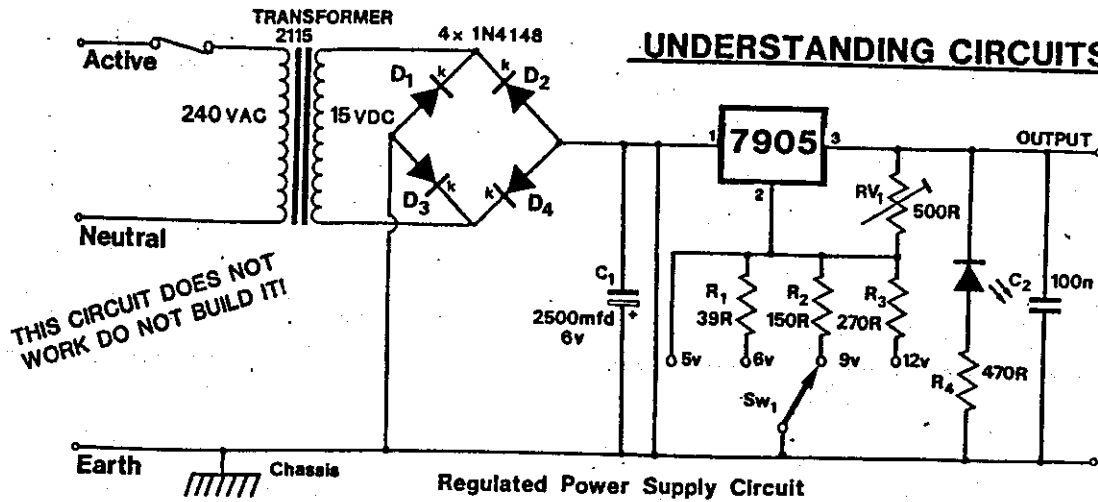 TRANSFORMER
2115
4 x 1N4148
UNDERSTANDING CIRCUITS
Active
D1
k
k
D2
240 VAC
15 VDC
1
7905
3
OUTPUT
2
RV1
500R
D3
k
k
D4
Neutral
THIS CIRCUIT DOES NOT
WORK DO NOT BUILD IT!
C1
2500mfd
+
6v
R1
39R
R2
150R
R3
270R
C2
100n
5v
6v
9v
12v
R4
470R
Sw1
Earth
Chassis
Regulated Power Supply Circuit